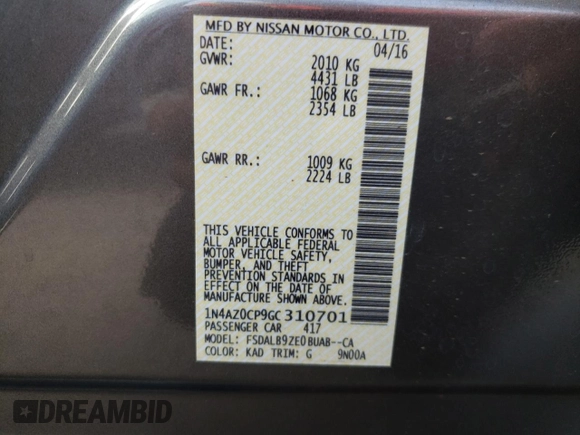 MFD BY NISSAN MOTOR CO., LTD.
DATE: 04/16
GVWR: 2010 KG
4431 LB
GAWR FR.: 1068 KG
2354 LB
GAWR RR.: 1009 KG
2224 LB
THIS VEHICLE CONFORMS TO
ALL APPLICABLE FEDERAL
MOTOR VEHICLE SAFETY,
BUMPER, AND THEFT
PREVENTION STANDARDS IN
EFFECT ON THE DATE OF
MANUFACTURE SHOWN ABOVE.
1N4AZ0CP9GC310701
PASSENGER CAR 417
MODEL: FSDALB9ZE0BUAB--CA
COLOR: KAD TRIM: G 9N00A
DREAMBID